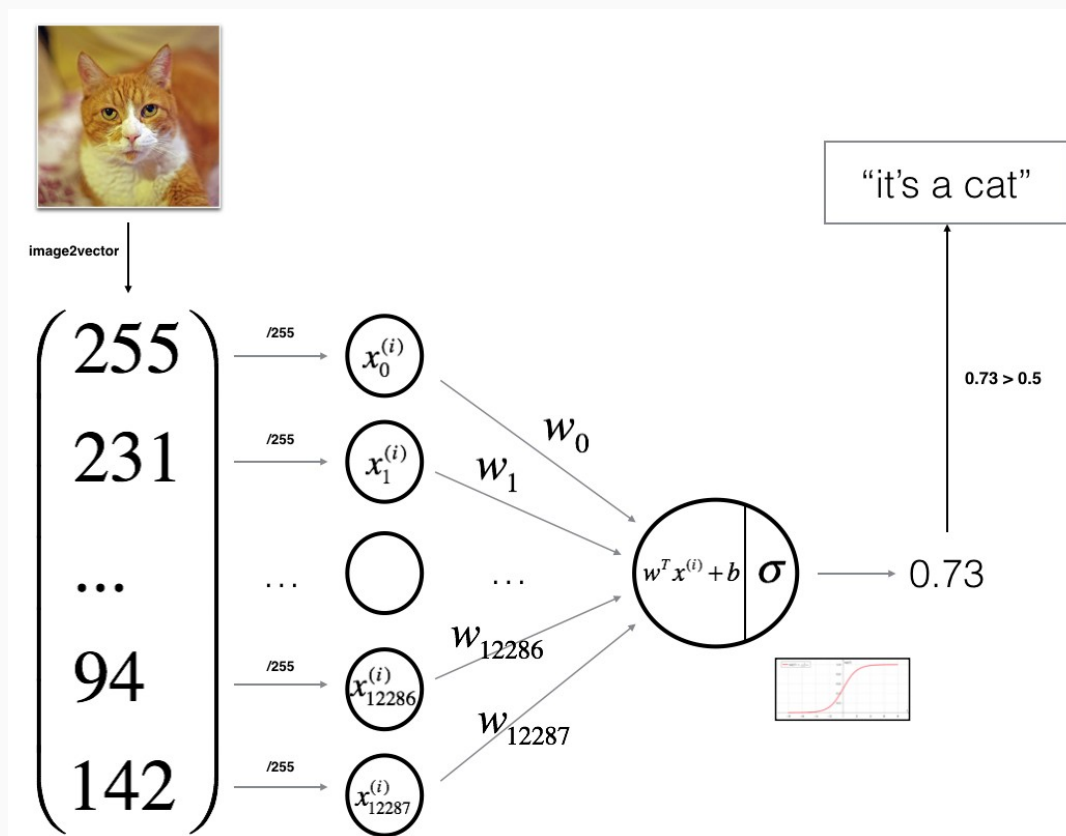 image2vector
“it’s a cat”
255
231
...
94
142
/255
/255
...
/255
/255
x₀⁽ⁱ⁾
x₁⁽ⁱ⁾
x₁₂₂₈₆⁽ⁱ⁾
x₁₂₂₈₇⁽ⁱ⁾
w₀
w₁
...
w₁₂₂₈₆
w₁₂₂₈₇
wᵀx⁽ⁱ⁾ + b
σ
0.73
0.73 > 0.5